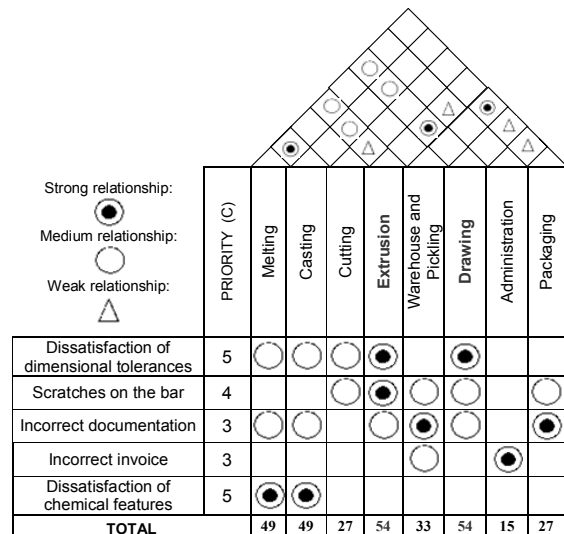 Strong relationship:
Medium relationship:
Weak relationship:
PRIORITY (C)
Melting
Casting
Cutting
Extrusion
Warehouse and
Pickling
Drawing
Administration
Packaging
Dissatisfaction of
dimensional tolerances
5
Scratches on the bar
4
Incorrect documentation
3
Incorrect invoice
3
Dissatisfaction of
chemical features
5
TOTAL 49 49 27 54 33 54 15 27